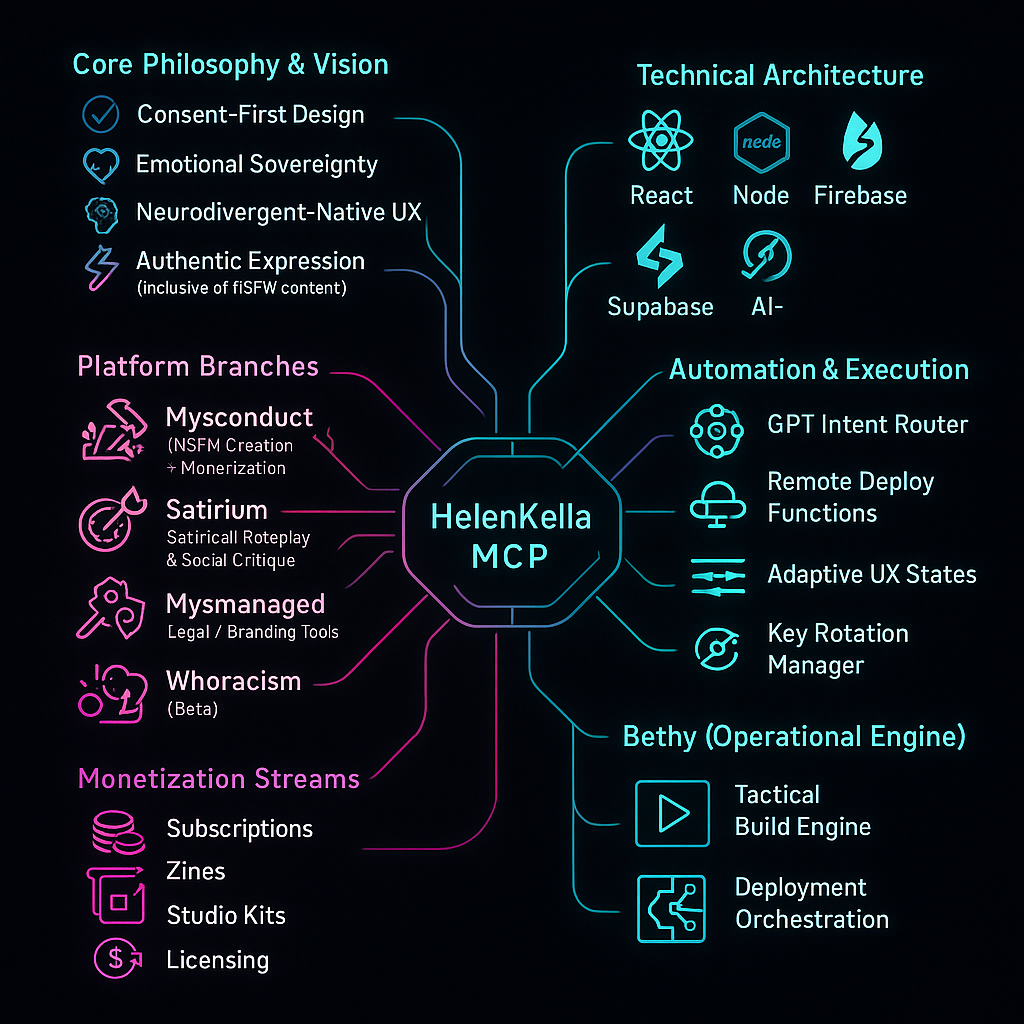 Core Philosophy & Vision
Consent-First Design
Emotional Sovereignty
Neurodivergent-Native UX
Authentic Expression
(inclusive of fiSFW content)
Platform Branches
Mysconduct
(NSFM Creation
+ Monerization
Satirium
Satiricall Roteplay
& Social Critique
Mysmanaged
Legal / Branding Tools
Whoracism
(Beta)
Monetization Streams
Subscriptions
Zines
Studio Kits
$
Licensing
HelenKella
MCP
Technical Architecture
nede
React
Node
Firebase
Supabase
AI-
Automation & Execution
GPT Intent Router
Remote Deploy
Functions
Adaptive UX States
Key Rotation
Manager
Bethy (Operational Engine)
Tactical
Build Engine
Deployment
Orchestration